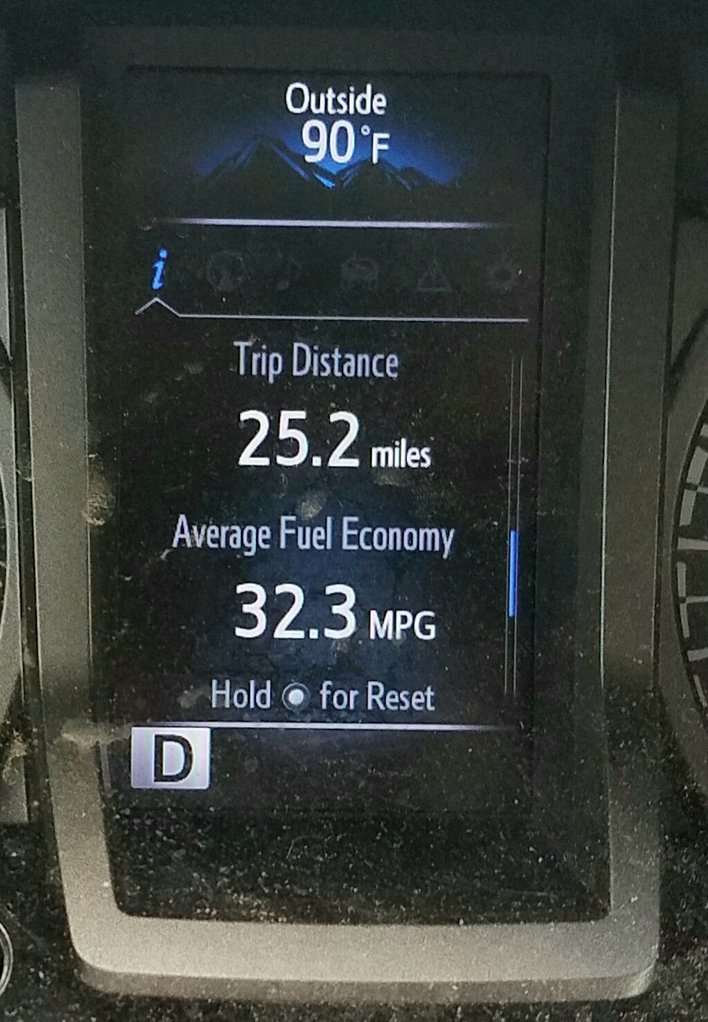 Outside
90°F
i
Trip Distance
25.2 miles
Average Fuel Economy
32.3 MPG
Hold for Reset
D